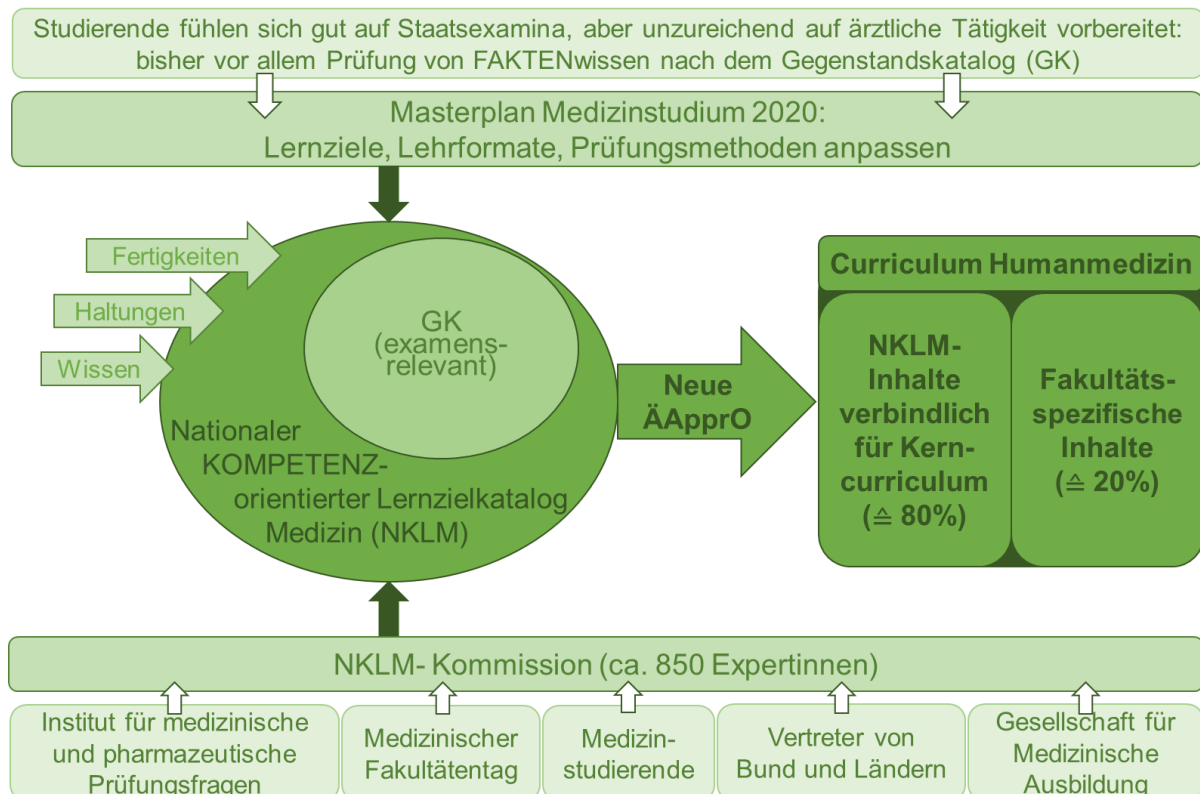 Studierende fühlen sich gut auf Staatsexamina, aber unzureichend auf ärztliche Tätigkeit vorbereitet:
bisher vor allem Prüfung von FAKTENwissen nach dem Gegenstandskatalog (GK)
Masterplan Medizinstudium 2020:
Lernziele, Lehrformate, Prüfungsmethoden anpassen
Fertigkeiten
Haltungen
Wissen
GK
(examens-
relevant)
Nationaler
KOMPETENZ-
orientierter Lernzielkatalog
Medizin (NKLM)
Neue
ÄApprO
Curriculum Humanmedizin
NKLM-
Inhalte
verbindlich
für Kern-
curriculum
(≙ 80%)
Fakultäts-
spezifische
Inhalte
(≙ 20%)
NKLM- Kommission (ca. 850 Expertinnen)
Institut für medizinische
und pharmazeutische
Prüfungsfragen
Medizinischer
Fakultätentag
Medizin-
studierende
Vertreter von
Bund und Ländern
Gesellschaft für
Medizinische
Ausbildung